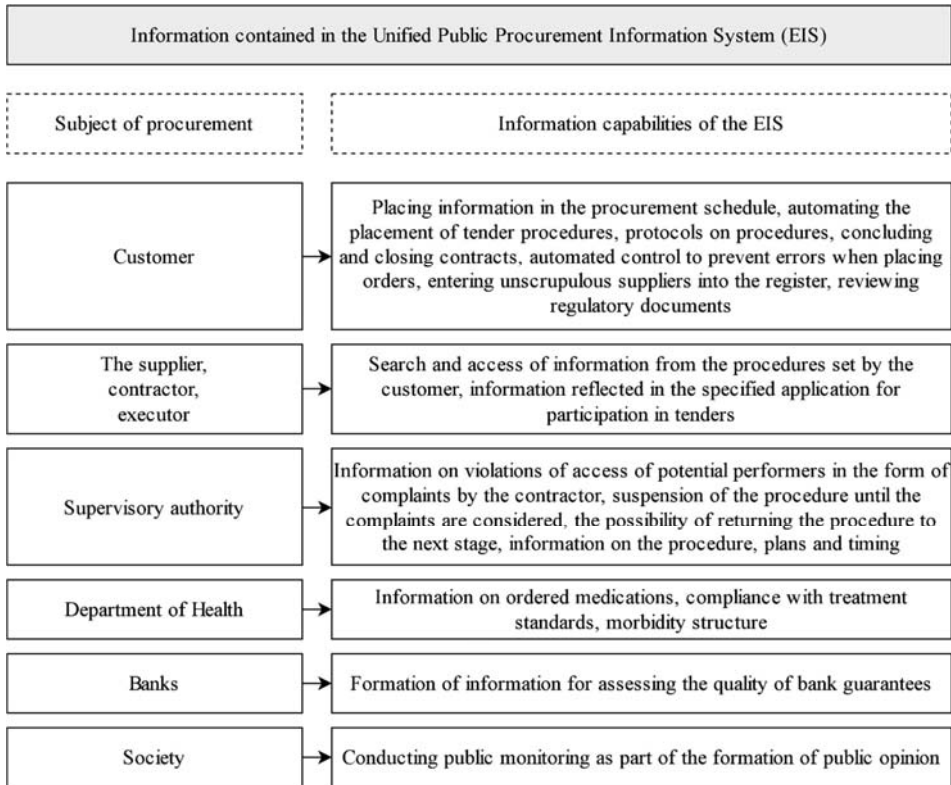 Information contained in the Unified Public Procurement Information System (EIS)
Subject of procurement
Information capabilities of the EIS
Customer
Placing information in the procurement schedule, automating the
placement of tender procedures, protocols on procedures, concluding
and closing contracts, automated control to prevent errors when placing
orders, entering unscrupulous suppliers into the register, reviewing
regulatory documents
The supplier,
contractor,
executor
Search and access of information from the procedures set by the
customer, information reflected in the specified application for
participation in tenders
Supervisory authority
Information on violations of access of potential performers in the form of
complaints by the contractor, suspension of the procedure until the
complaints are considered, the possibility of returning the procedure to
the next stage, information on the procedure, plans and timing
Department of Health
Information on ordered medications, compliance with treatment
standards, morbidity structure
Banks
Formation of information for assessing the quality of bank guarantees
Society
Conducting public monitoring as part of the formation of public opinion